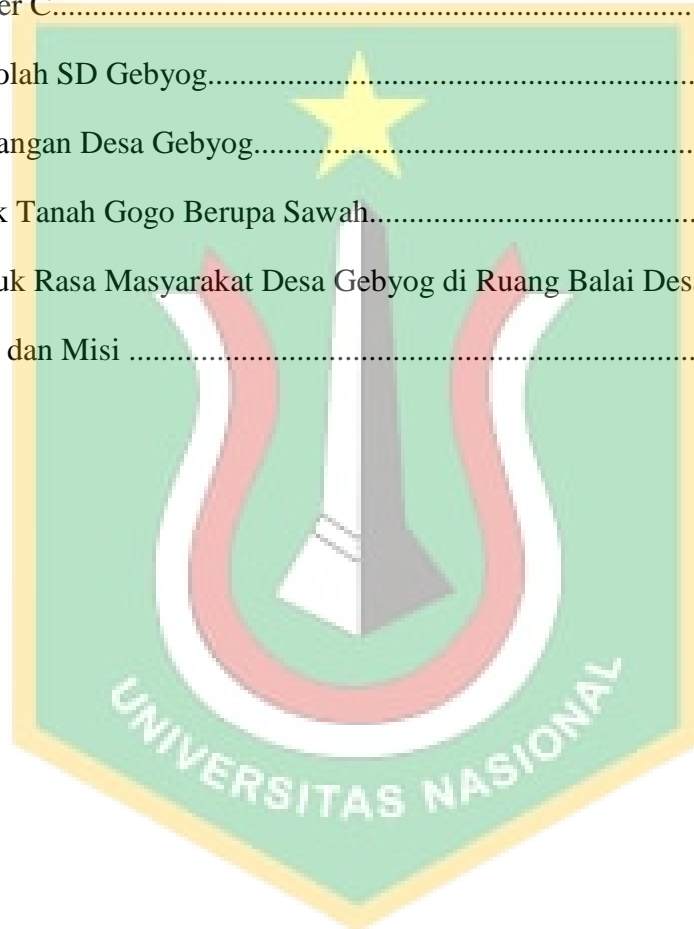 er C........................................................................................
olah SD Gebyog........................................................................
angan Desa Gebyog..................................................................
k Tanah Gogo Berupa Sawah.................................................
uk Rasa Masyarakat Desa Gebyog di Ruang Balai Des
dan Misi .................................................................................
UNIVERSITAS NASIONAL